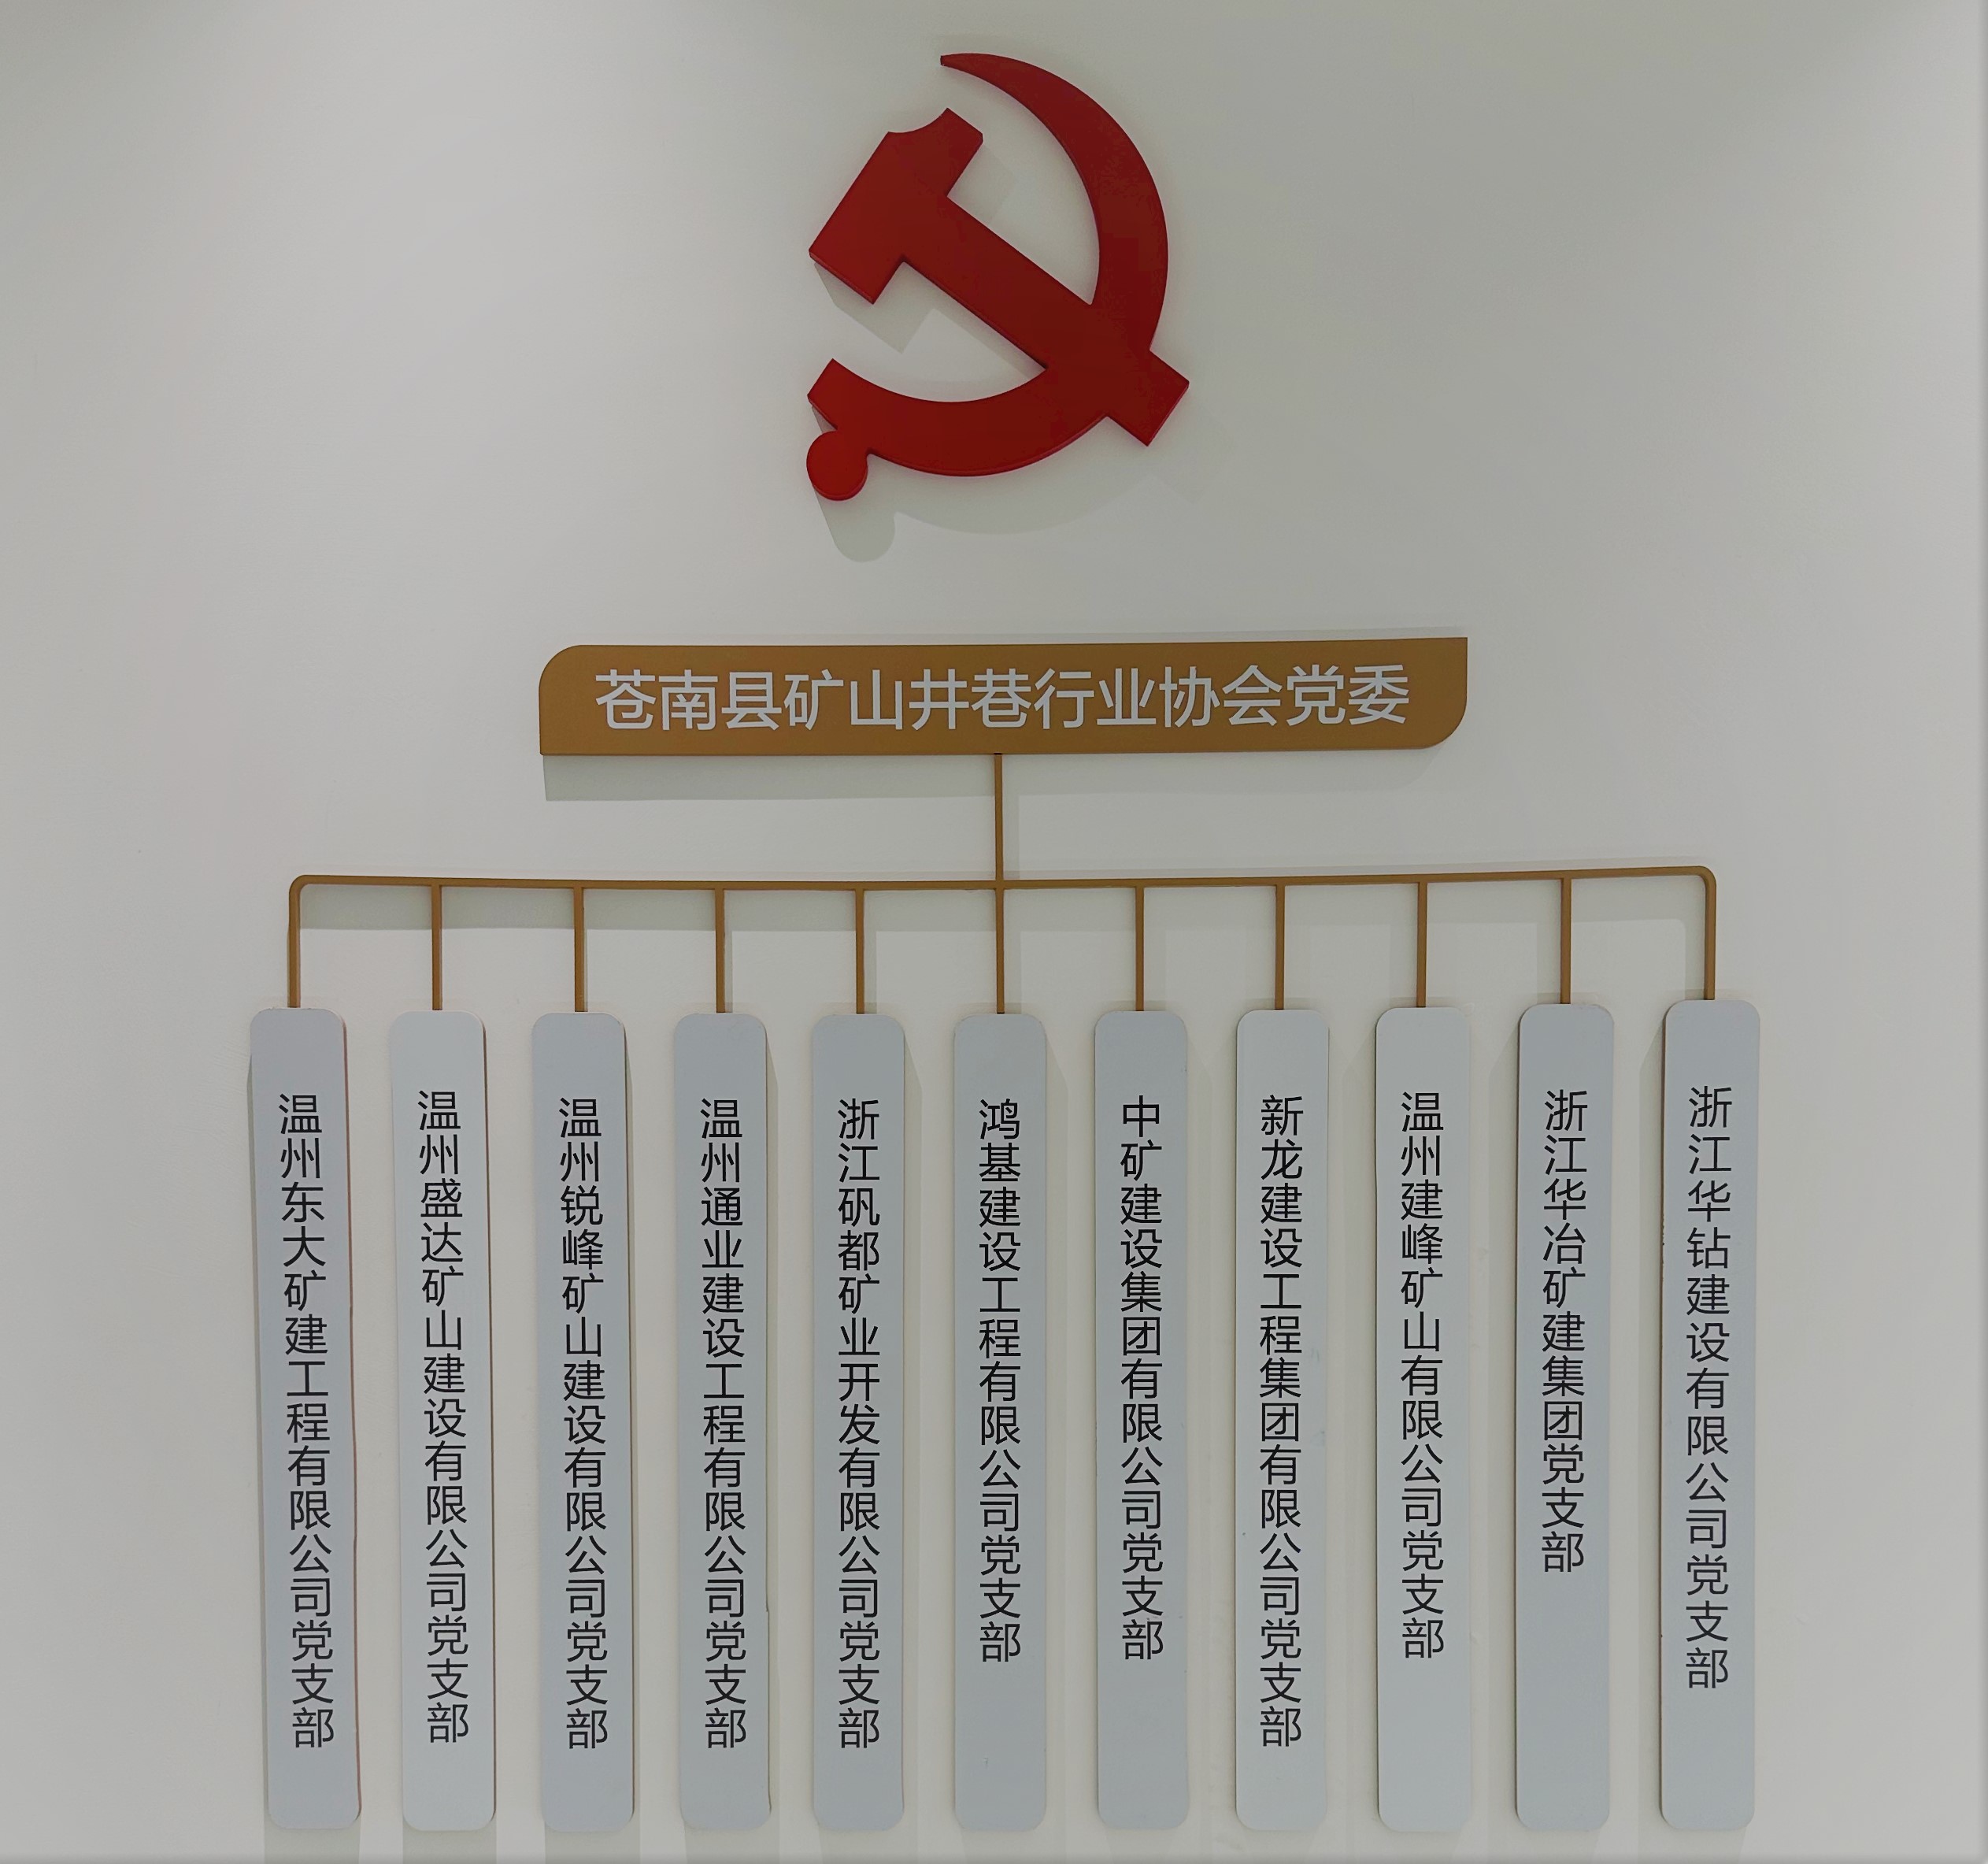 苍南县矿山井巷行业协会党委
温州东大矿建工程有限公司党支部
温州盛达矿山建设有限公司党支部
温州锐峰矿山建设有限公司党支部
温州通业建设工程有限公司党支部
浙江矾都矿业开发有限公司党支部
鸿基建设工程有限公司党支部
中矿建设集团有限公司党支部
新龙建设工程集团有限公司党支部
温州建峰矿山有限公司党支部
浙江华冶矿建集团党支部
浙江华钻建设有限公司党支部